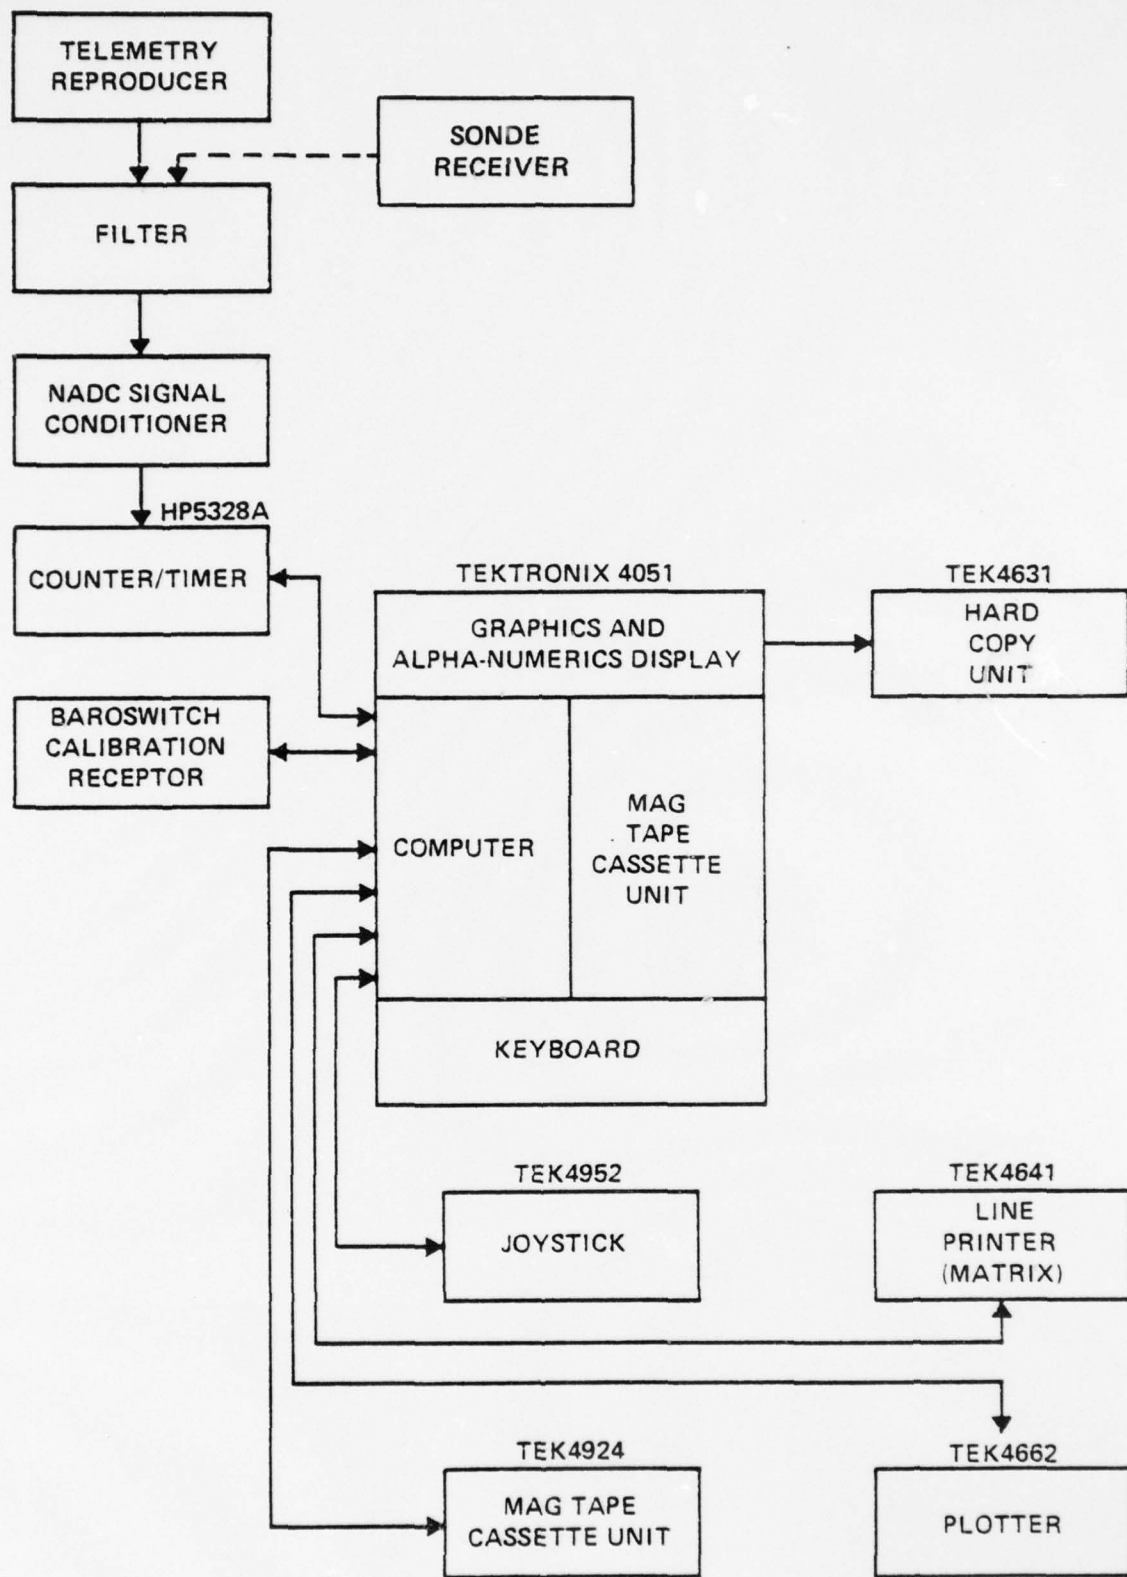 TELEMETRY
REPRODUCER
SONDE
RECEIVER
FILTER
NADC SIGNAL
CONDITIONER
HP5328A
COUNTER/TIMER
BAROSWITCH
CALIBRATION
RECEPTOR
TEKTRONIX 4051
GRAPHICS AND
ALPHA-NUMERICS DISPLAY
COMPUTER
MAG
TAPE
CASSETTE
UNIT
KEYBOARD
TEK4631
HARD
COPY
UNIT
TEK4952
JOYSTICK
TEK4641
LINE
PRINTER
(MATRIX)
TEK4924
MAG TAPE
CASSETTE UNIT
TEK4662
PLOTTER